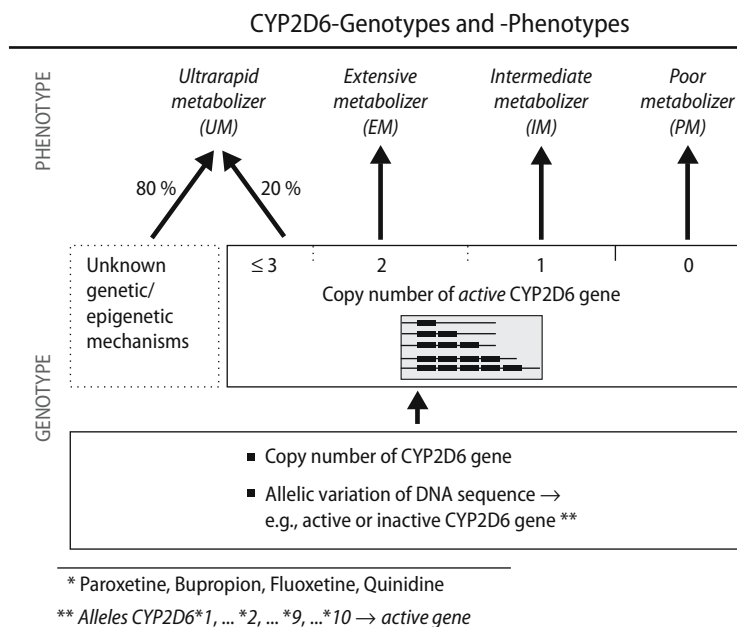 CYP2D6-Genotypes and -Phenotypes
PHENOTYPE
Ultrarapid
metabolizer
(UM)
Extensive
metabolizer
(EM)
Intermediate
metabolizer
(IM)
Poor
metabolizer
(PM)
80 %
20 %
GENOTYPE
Unknown
genetic/
epigenetic
mechanisms
≤ 3
2
1
0
Copy number of active CYP2D6 gene
■ Copy number of CYP2D6 gene
■ Allelic variation of DNA sequence →
e.g., active or inactive CYP2D6 gene **
* Paroxetine, Bupropion, Fluoxetine, Quinidine
** Alleles CYP2D6*1, ... *2, ... *9, ...*10 → active gene